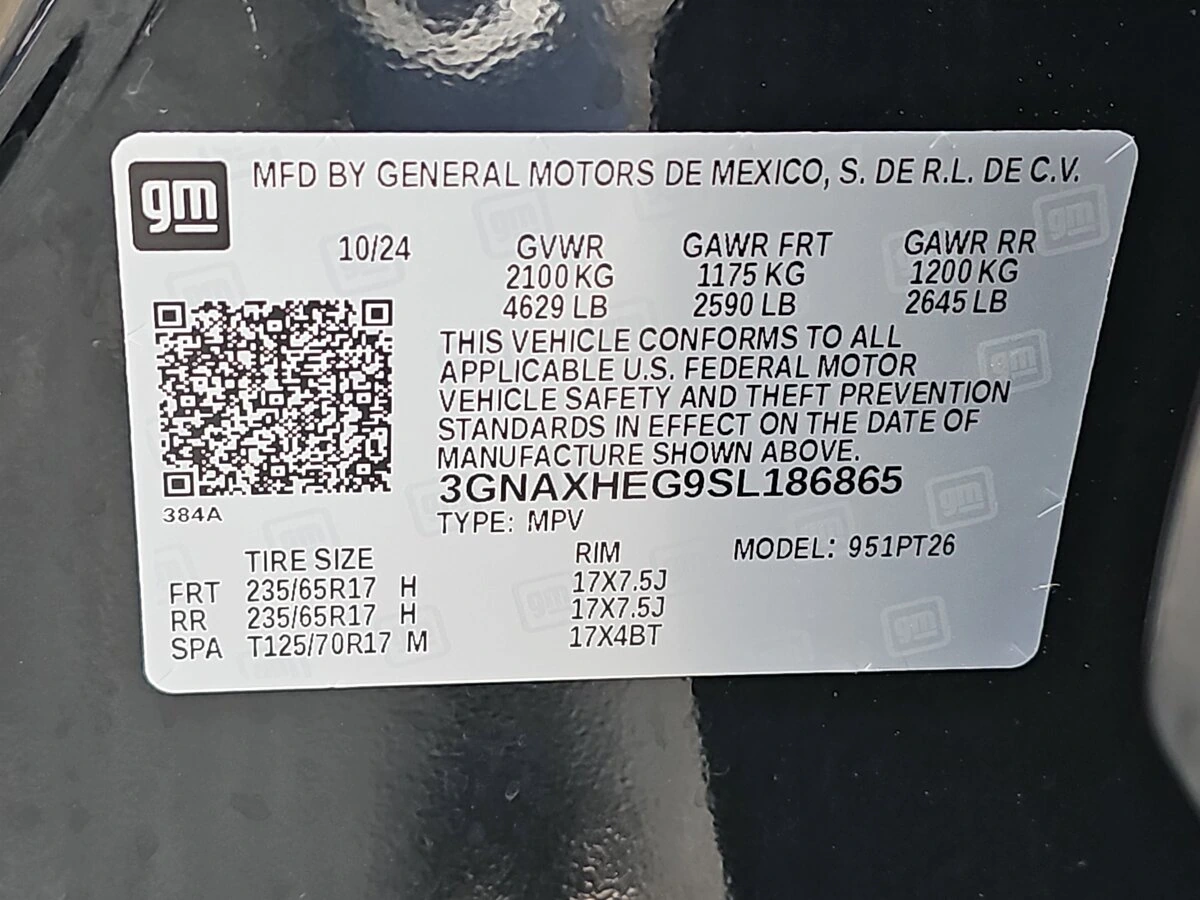 gm
MFD BY GENERAL MOTORS DE MEXICO, S. DE R.L. DE C.V.
10/24 GVWR GAWR FRT GAWR RR
2100 KG 1175 KG 1200 KG
4629 LB 2590 LB 2645 LB
THIS VEHICLE CONFORMS TO ALL
APPLICABLE U.S. FEDERAL MOTOR
VEHICLE SAFETY AND THEFT PREVENTION
STANDARDS IN EFFECT ON THE DATE OF
MANUFACTURE SHOWN ABOVE.
3GNAXHEG9SL186865
384A
TYPE: MPV
TIRE SIZE RIM MODEL: 951PT26
FRT 235/65R17 H 17X7.5J
RR 235/65R17 H 17X7.5J
SPA T125/70R17 M 17X4BT